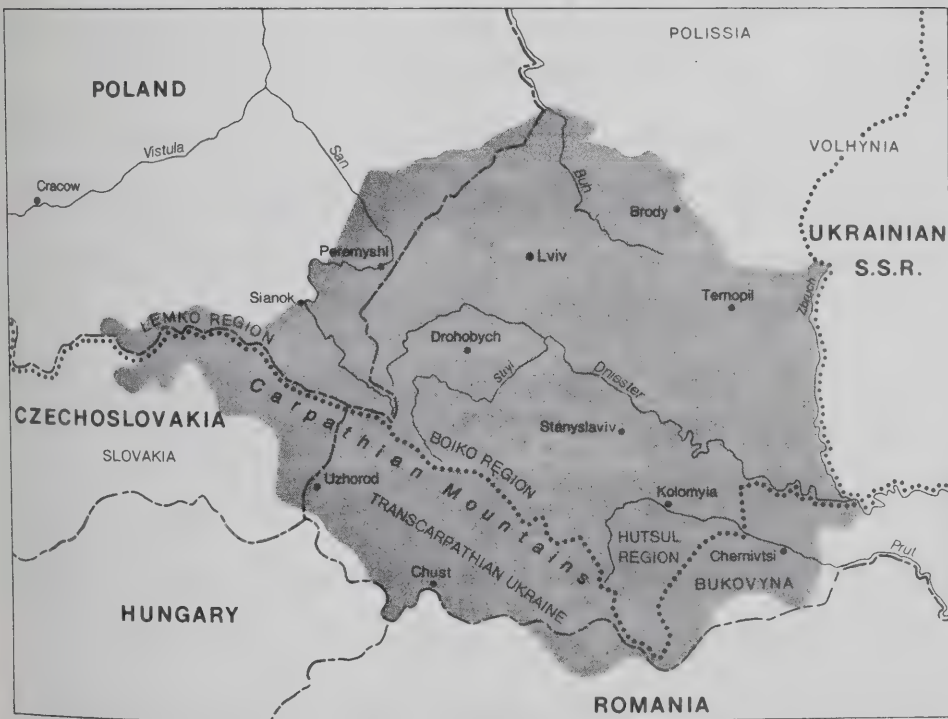 POLISSIA
POLAND
Vistula
San
VOLHYNIA
Cracow
Buh
Brody
UKRAINIAN
S.S.R.
Peremyshl
Lviv
Zbruch
Sianok
Ternopil
LEMKO REGION
Drohobych
Stryi
Dniester
CZECHOSLOVAKIA
Carpathian Mountains
Stanyslaviv
SLOVAKIA
BOIKO REGION
Uzhorod
Kolomyia
TRANSCARPATHIAN UKRAINE
HUTSUL
REGION
Chernivtsi
Prut
Chust
BUKOVYNA
HUNGARY
ROMANIA